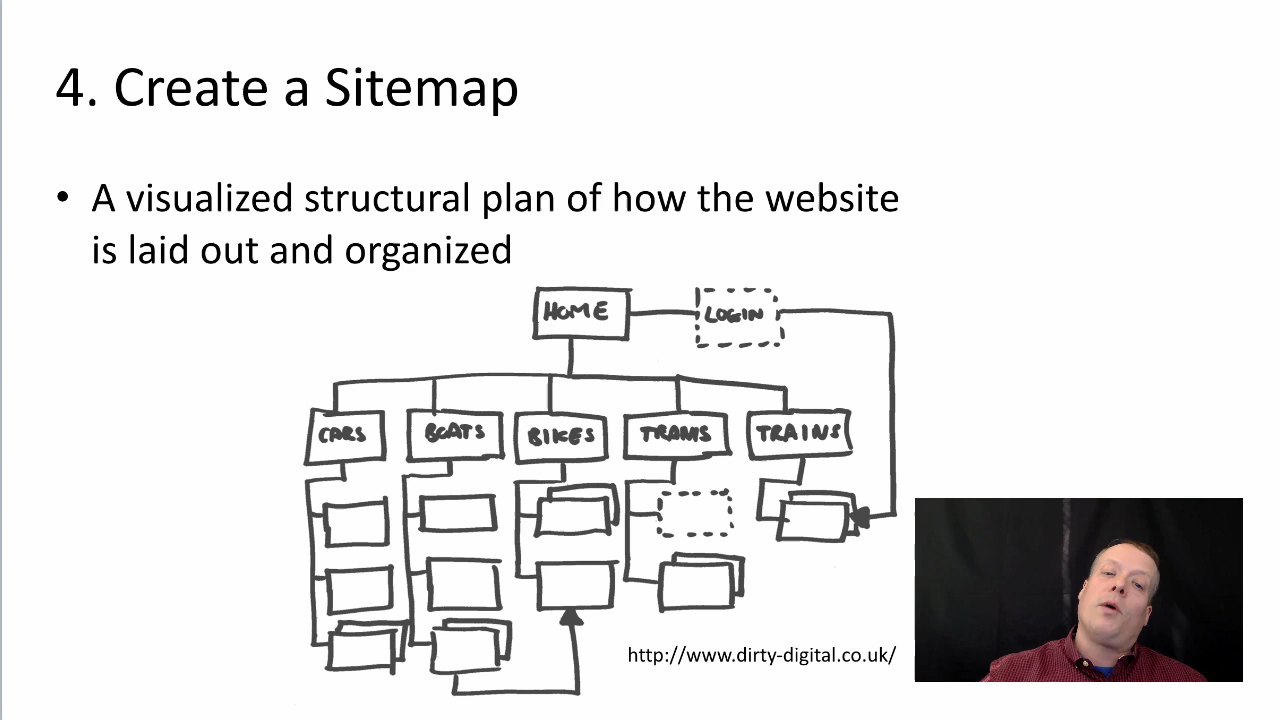 4. Create a Sitemap
• A visualized structural plan of how the website
is laid out and organized
HOME
LOGIN
CARS
BOATS
BIKES
TRAMS
TRAINS
http://www.dirty-digital.co.uk/